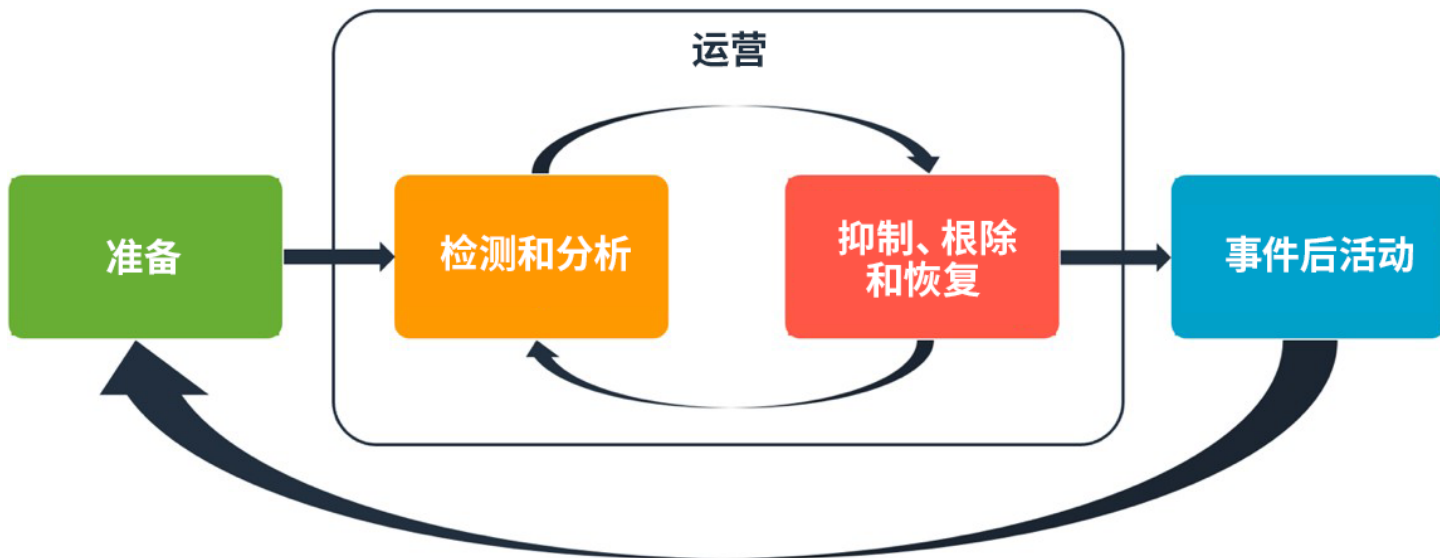 运营
准备
检测和分析
抑制、根除
和恢复
事件后活动